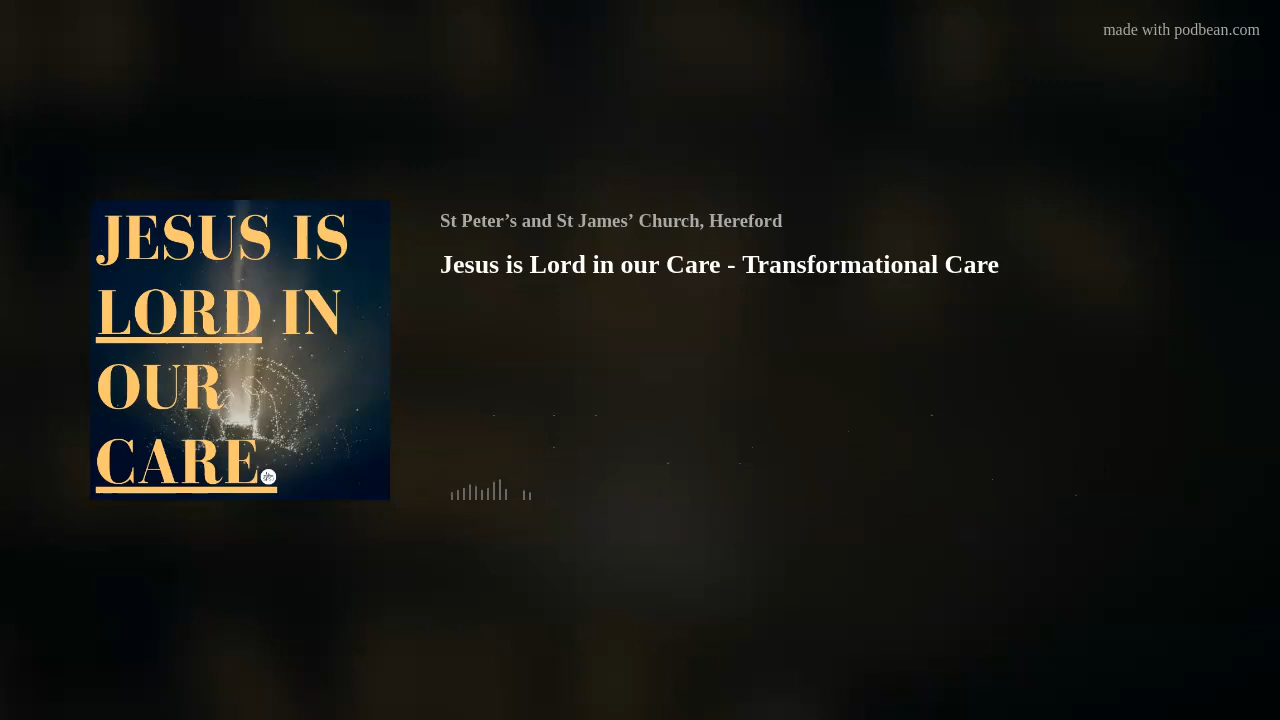 made with podbean.com
JESUS IS
LORD IN
OUR
CARE.
St Peter’s and St James’ Church, Hereford
Jesus is Lord in our Care - Transformational Care